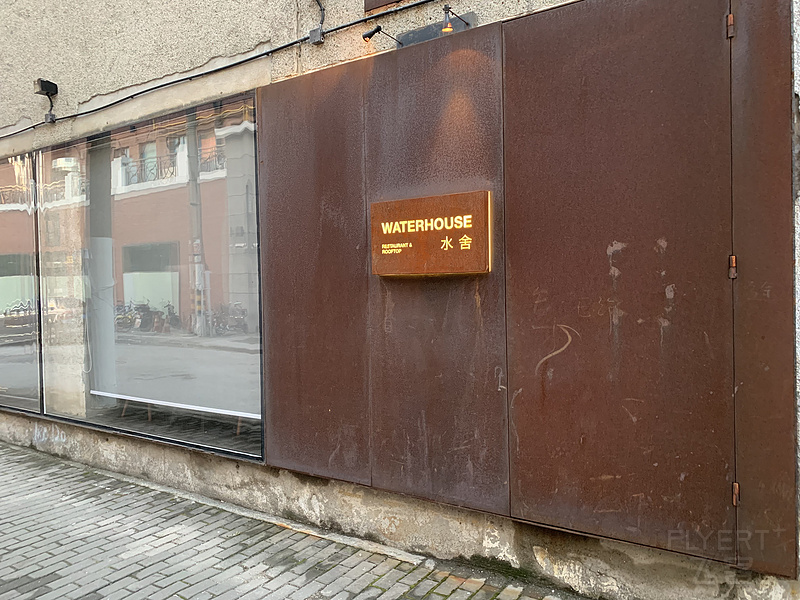 WATERHOUSE
RESTAURANT &
ROOFTOP
水舍
FLYERT